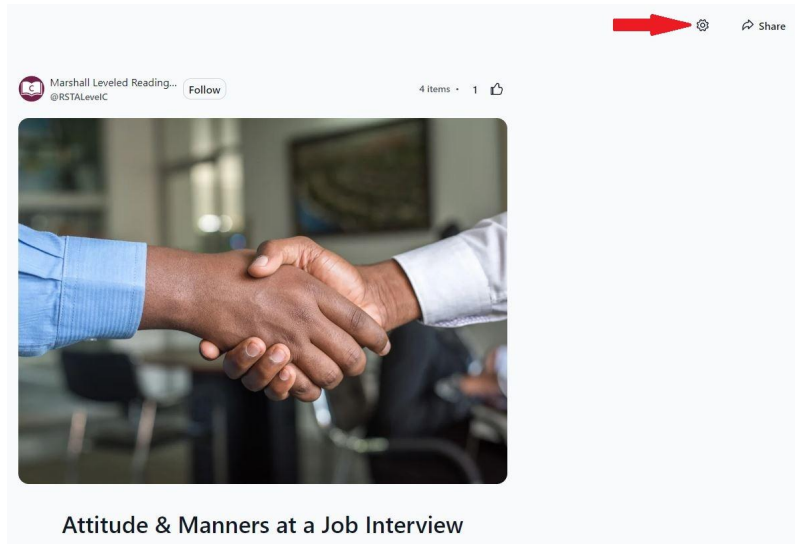 Share
Marshall Leveled Reading...
@RSTALevelC
Follow
4 items · 1
C
Attitude & Manners at a Job Interview